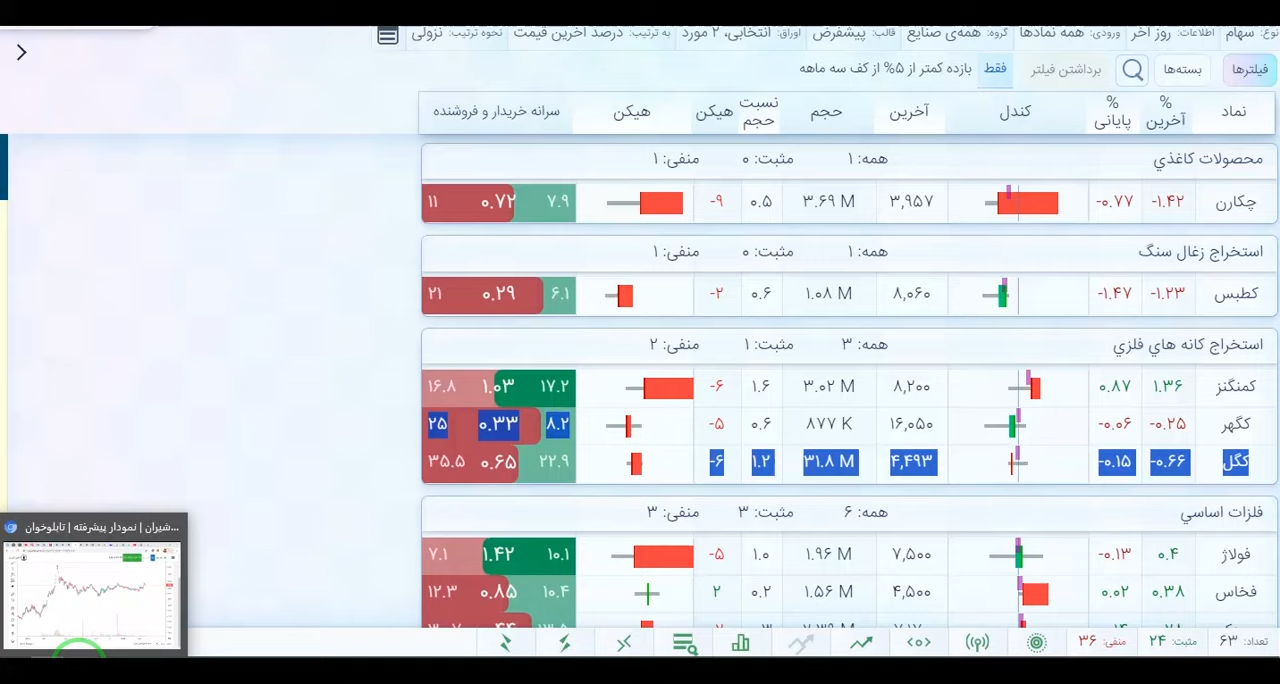 نوع: سهام اطلاعات: روز آخر ورودی: همه نمادها گروه: همه‌ی صنایع قالب: پیشفرض اوراق: انتخابی، ۲ مورد به ترتیب: درصد آخرین قیمت نحوه ترتیب: نزولی
فیلترها بسته‌ها برداشتن فیلتر فقط بازده کمتر از ۵% از کف سه ماهه
نماد % آخرین % پایانی کندل آخرین حجم نسبت حجم هیکن هیکن سرانه خریدار و فروشنده
محصولات کاغذي همه: ۱ مثبت: ۰ منفی: ۱
چکارن -۱.۴۲ -۰.۷۷ ۳,۹۵۷ ۳.۶۹ M ۰.۵ -۹ ۷.۹ ۰.۷۲ ۱۱
استخراج زغال سنگ همه: ۱ مثبت: ۰ منفی: ۱
کطبس -۱.۲۳ -۱.۴۷ ۸,۰۶۰ ۱.۰۸ M ۰.۶ -۲ ۶.۱ ۰.۲۹ ۲۱
استخراج کانه هاي فلزي همه: ۳ مثبت: ۱ منفی: ۲
کمنگنز ۱.۳۶ ۰.۸۷ ۸,۲۰۰ ۳.۰۲ M ۱.۶ -۶ ۱۷.۲ ۱.۰۳ ۱۶.۸
کگهر -۰.۲۵ -۰.۰۶ ۱۶,۰۵۰ ۸۷۷ K ۰.۶ -۵ ۸.۲ ۰.۳۳ ۲۵
کگل -۰.۶۶ -۰.۱۵ ۴,۴۹۳ ۳۱.۸ M ۱.۲ -۶ ۲۲.۹ ۰.۶۵ ۳۵.۵
فلزات اساسي همه: ۶ مثبت: ۳ منفی: ۳
فولاژ ۰.۴ -۰.۱۳ ۷,۵۰۰ ۱.۹۶ M ۱.۰ -۵ ۱۰.۱ ۱.۴۲ ۷.۱
فخاس ۰.۳۸ ۰.۰۲ ۴,۵۰۰ ۱.۵۶ M ۰.۲ ۲ ۱۰.۴ ۰.۸۵ ۱۲.۳
تعداد: ۶۳ مثبت: ۲۴ منفی: ۳۶
شیران | نمودار پیشرفته | تابلوخوان...